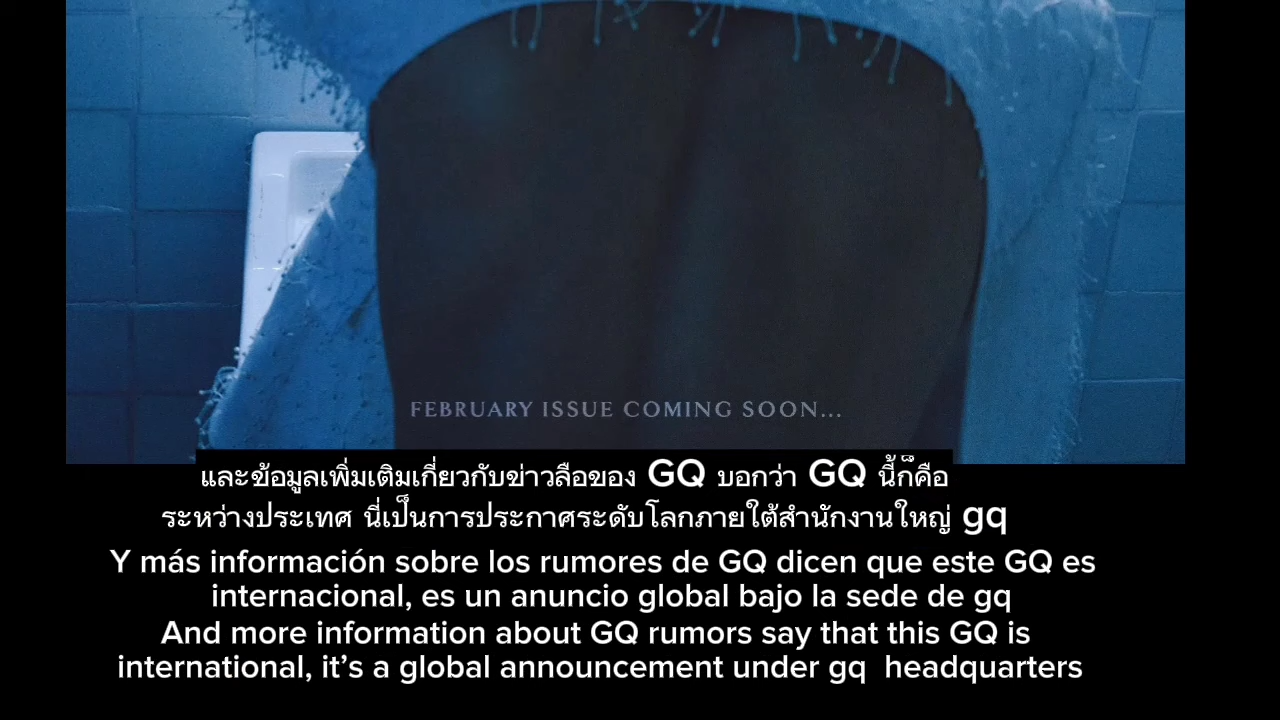 FEBRUARY ISSUE COMING SOON...
และข้อมูลเพิ่มเติมเกี่ยวกับข่าวลือของ GQ บอกว่า GQ นี้ก็คือ
ระหว่างประเทศ นี่เป็นการประกาศระดับโลกภายใต้สำนักงานใหญ่ gq
Y más información sobre los rumores de GQ dicen que este GQ es
internacional, es un anuncio global bajo la sede de gq
And more information about GQ rumors say that this GQ is
international, it’s a global announcement under gq headquarters